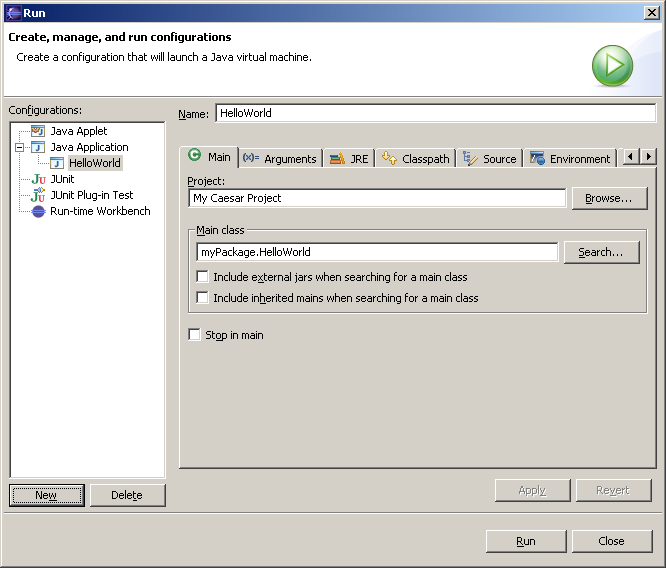 Run
Create, manage, and run configurations
Create a configuration that will launch a Java virtual machine.
Configurations:
Java Applet
Java Application
HelloWorld
JUnit
JUnit Plug-in Test
Run-time Workbench
New
Delete
Name:
HelloWorld
Main
Arguments
JRE
Classpath
Source
Environment
Project:
My Caesar Project
Browse...
Main class
myPackage.HelloWorld
Search...
Include external jars when searching for a main class
Include inherited mains when searching for a main class
Stop in main
Apply
Revert
Run
Close